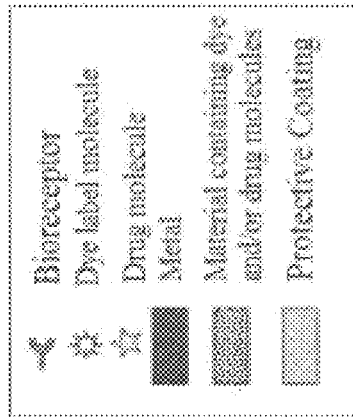 Bioreceptor
Dye label molecule
Drug molecule
Metal
Material containing dye
and/or drug molecules
Protective Coating